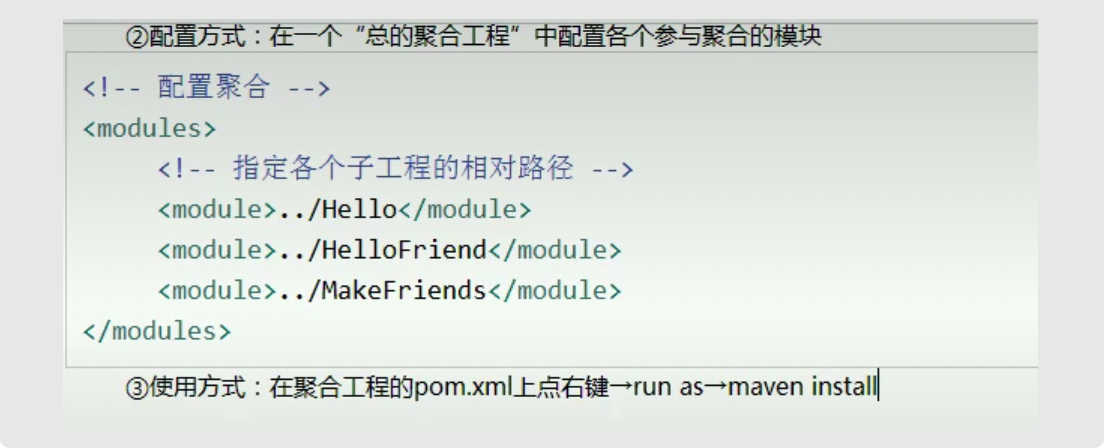 ②配置方式：在一个“总的聚合工程”中配置各个参与聚合的模块
<!-- 配置聚合 -->
<modules>
<!-- 指定各个子工程的相对路径 -->
<module>../Hello</module>
<module>../HelloFriend</module>
<module>../MakeFriends</module>
</modules>
③使用方式：在聚合工程的pom.xml上点右键→run as→maven install